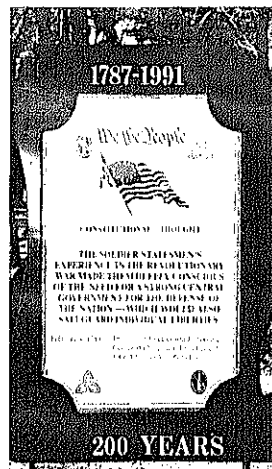 1787-1991
We the People
CONSTITUTIONAL THOUGHT
THE SOLDIER STATESMEN'S
EXPERIENCE IN THE REVOLUTIONARY
WAR MADE THEM DEEPLY CONSCIOUS
OF THE NEED FOR A STRONG CENTRAL
GOVERNMENT FOR THE DEFENSE OF
THE NATION — WHICH WOULD ALSO
SAFEGUARD INDIVIDUAL LIBERTIES
200 YEARS